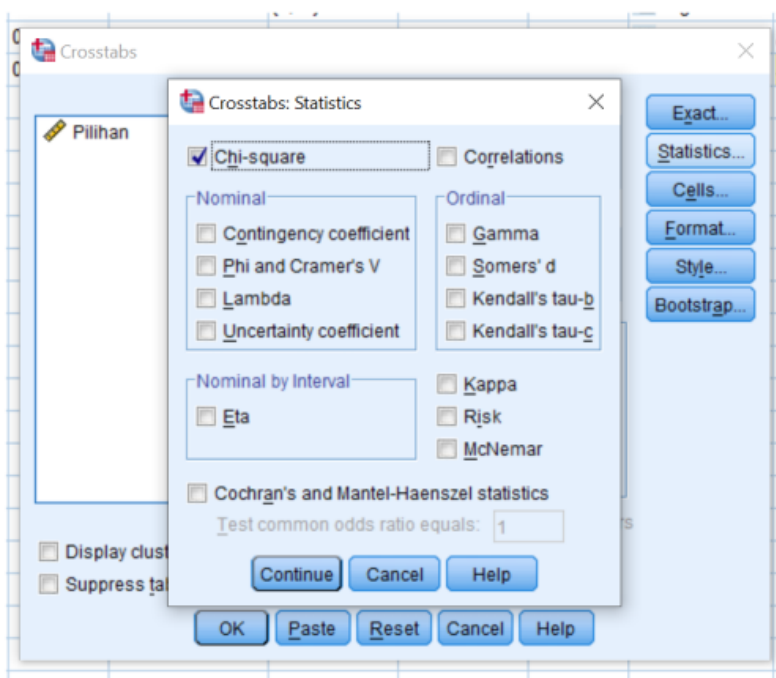 Crosstabs
Crosstabs: Statistics
Pilihan
Exact...
Statistics...
Cells...
Format...
Style...
Bootstrap...
Chi-square
Correlations
Nominal
Contingency coefficient
Phi and Cramer's V
Lambda
Uncertainty coefficient
Ordinal
Gamma
Somers' d
Kendall's tau-b
Kendall's tau-c
Nominal by Interval
Eta
Kappa
Risk
McNemar
Cochran's and Mantel-Haenszel statistics
Test common odds ratio equals: 1
Continue Cancel Help
Display clust
Suppress tal
OK Paste Reset Cancel Help